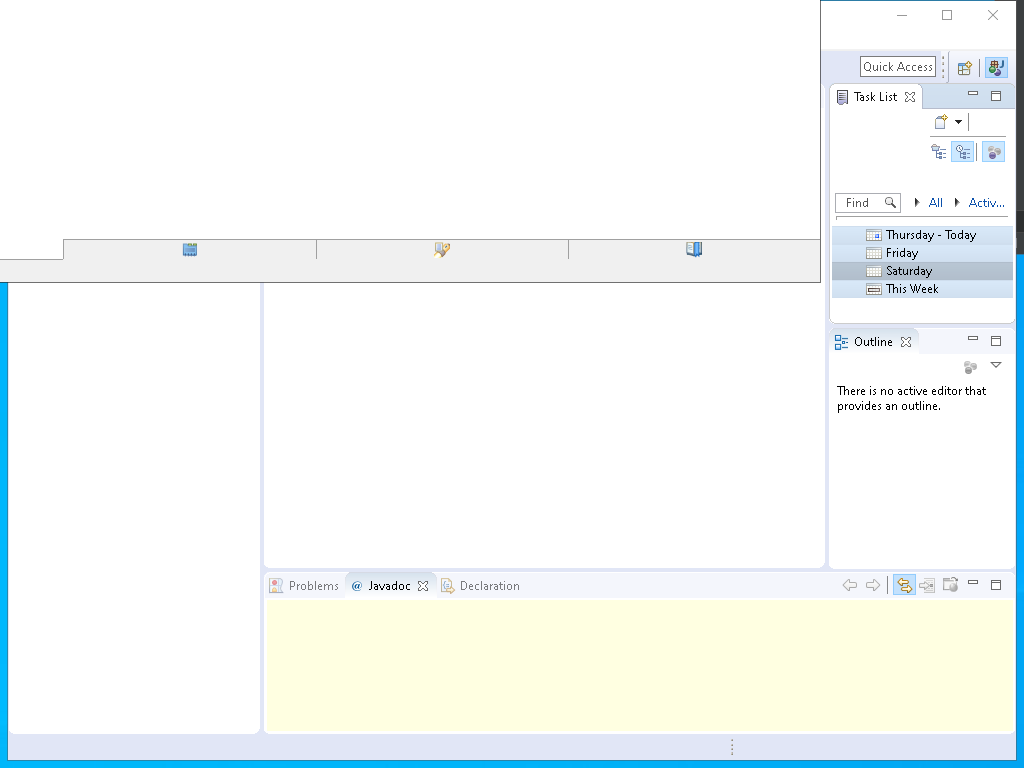 Quick Access
Task List
Find
All
Activ...
Thursday - Today
Friday
Saturday
This Week
Outline
There is no active editor that
provides an outline.
Problems
@ Javadoc
Declaration